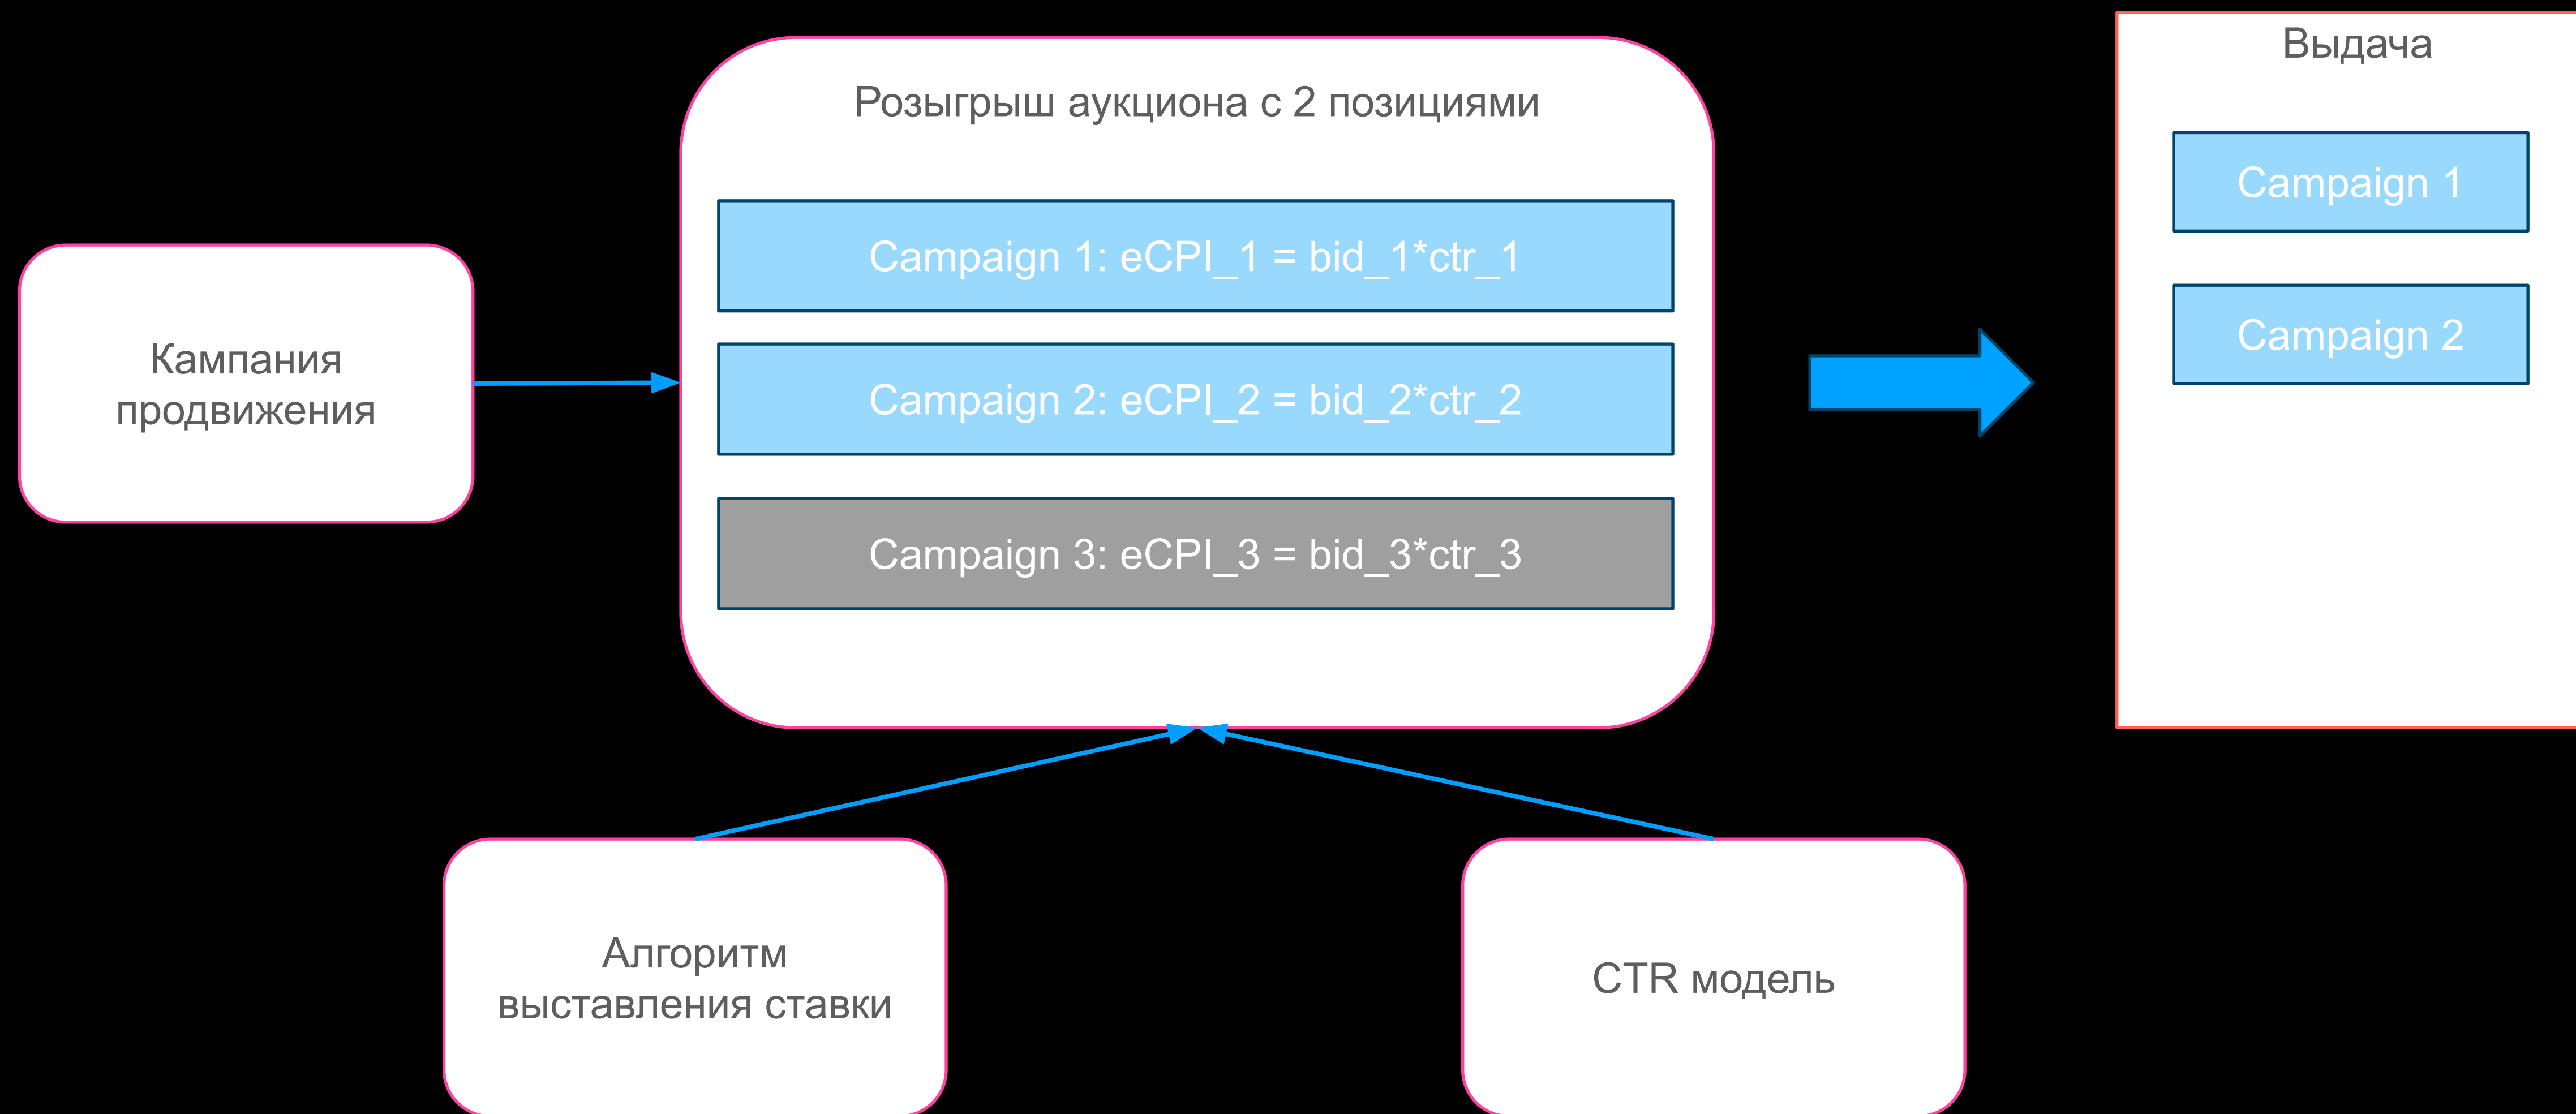 Кампания
продвижения
Розыгрыш аукциона с 2 позициями
Campaign 1: eCPI_1 = bid_1*ctr_1
Campaign 2: eCPI_2 = bid_2*ctr_2
Campaign 3: eCPI_3 = bid_3*ctr_3
Выдача
Campaign 1
Campaign 2
Алгоритм
выставления ставки
CTR модель